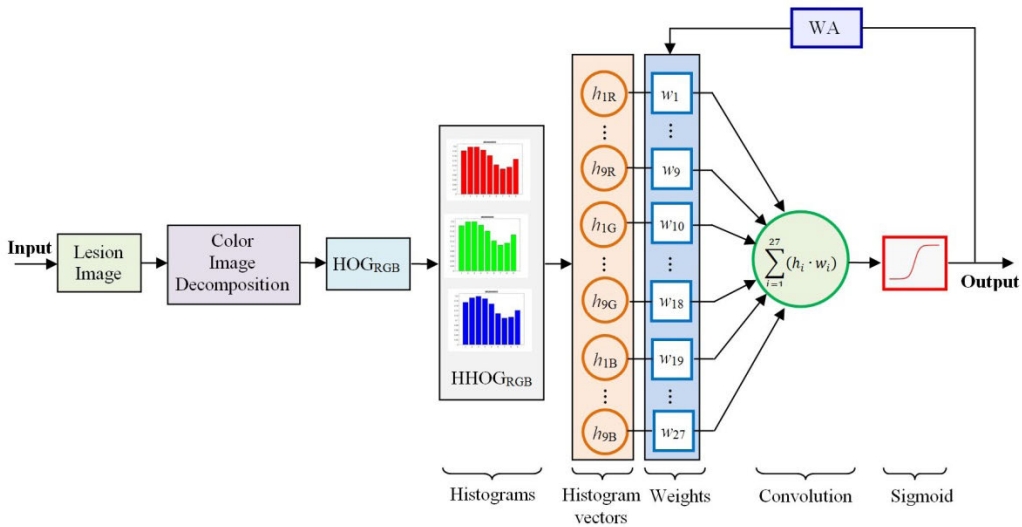 WA
h1R
w1
⋮
⋮
h9R
w9
h1G
w10
⋮
⋮
h9G
w18
h1B
w19
⋮
⋮
h9B
w27
Input
Lesion
Image
Color
Image
Decomposition
HOGRGB
HHOGRGB
27
∑(hi · wi)
i=1
Output
Histograms
Histogram
vectors
Weights
Convolution
Sigmoid